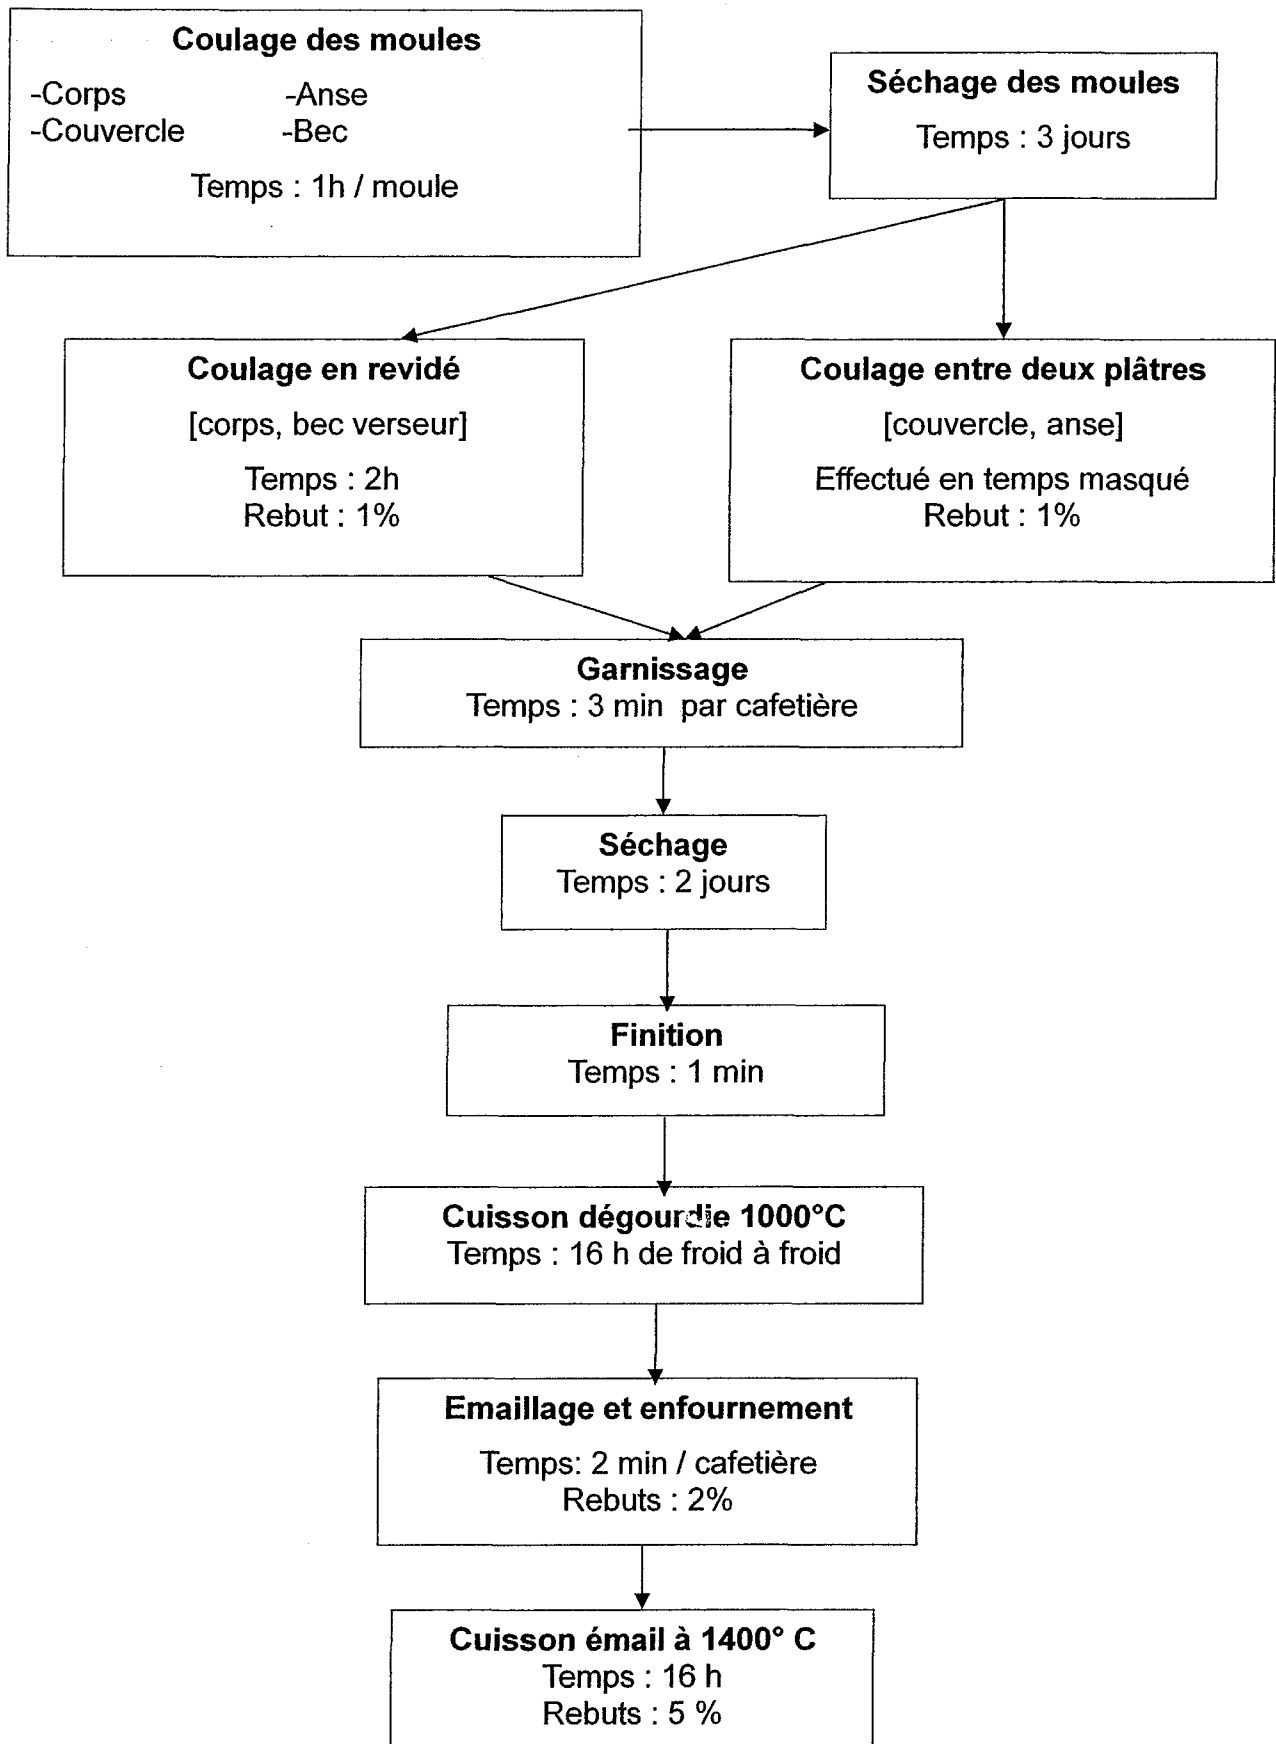 Coulage des moules
-Corps -Anse
-Couvercle -Bec
Temps : 1h / moule
Séchage des moules
Temps : 3 jours
Coulage en revidé
[corps, bec verseur]
Temps : 2h
Rebut : 1%
Coulage entre deux plâtres
[couvercle, anse]
Effectué en temps masqué
Rebut : 1%
Garnissage
Temps : 3 min par cafetière
Séchage
Temps : 2 jours
Finition
Temps : 1 min
Cuisson dégourdie 1000°C
Temps : 16 h de froid à froid
Emaillage et enfournement
Temps: 2 min / cafetière
Rebuts : 2%
Cuisson émail à 1400° C
Temps : 16 h
Rebuts : 5 %